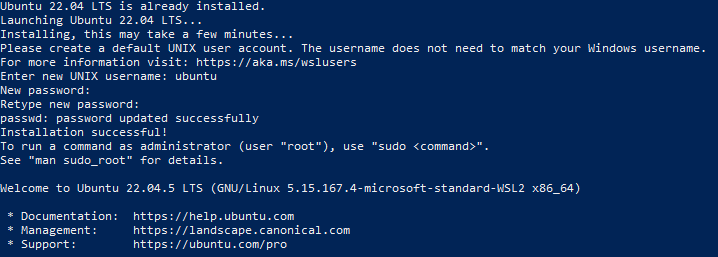 Ubuntu 22.04 LTS is already installed.
Launching Ubuntu 22.04 LTS...
Installing, this may take a few minutes...
Please create a default UNIX user account. The username does not need to match your Windows username.
For more information visit: https://aka.ms/wslusers
Enter new UNIX username: ubuntu
New password:
Retype new password:
passwd: password updated successfully
Installation successful!
To run a command as administrator (user "root"), use "sudo <command>".
See "man sudo_root" for details.
Welcome to Ubuntu 22.04.5 LTS (GNU/Linux 5.15.167.4-microsoft-standard-WSL2 x86_64)
* Documentation: https://help.ubuntu.com
* Management: https://landscape.canonical.com
* Support: https://ubuntu.com/pro